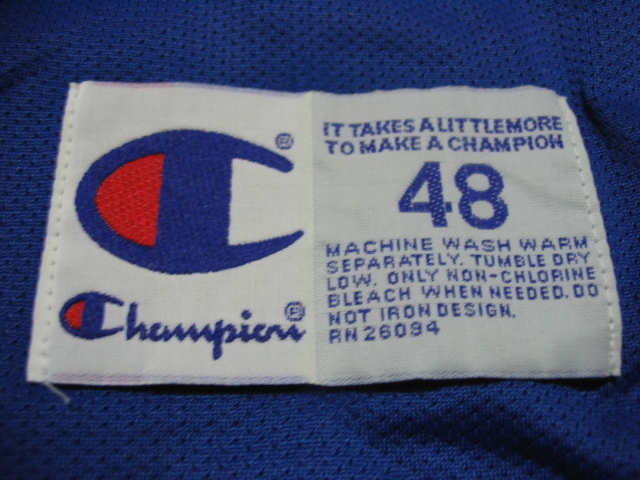 Champion
IT TAKES A LITTLE MORE
TO MAKE A CHAMPION
48
MACHINE WASH WARM
SEPARATELY. TUMBLE DRY
LOW. ONLY NON-CHLORINE
BLEACH WHEN NEEDED. DO
NOT IRON DESIGN.
RN 26094